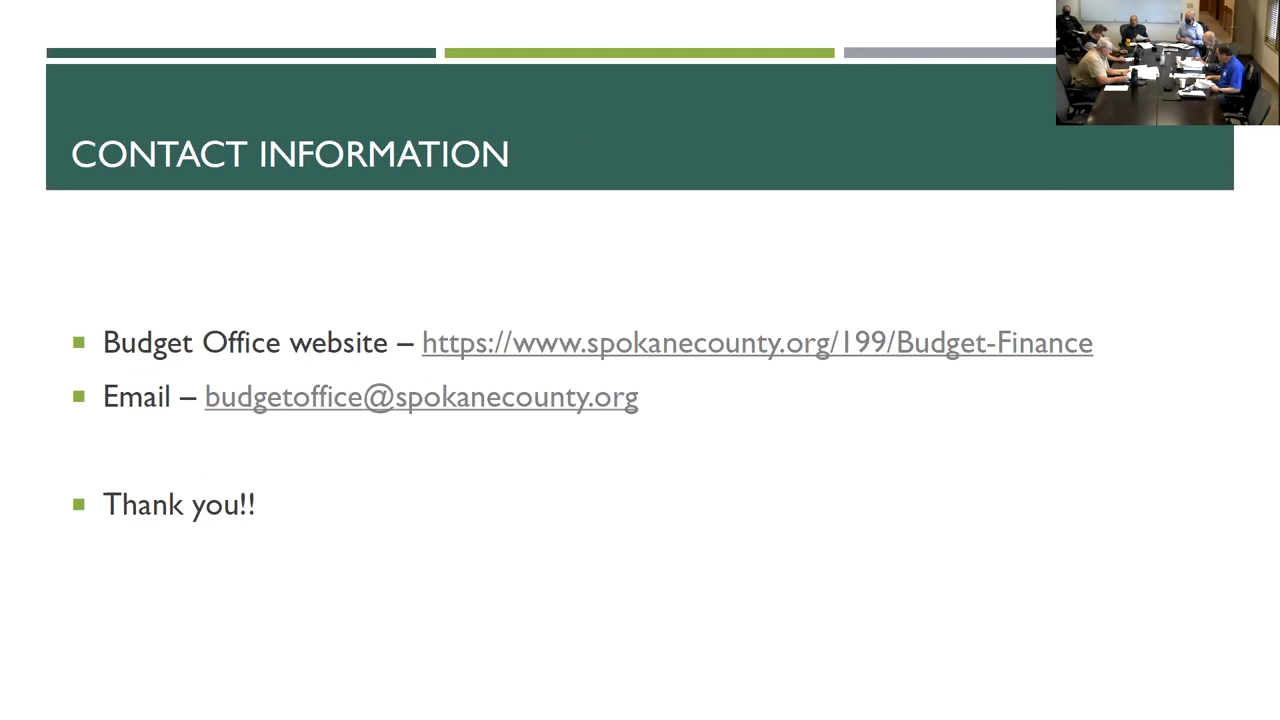 CONTACT INFORMATION
Budget Office website – https://www.spokanecounty.org/199/Budget-Finance
Email – budgetoffice@spokanecounty.org
Thank you!!